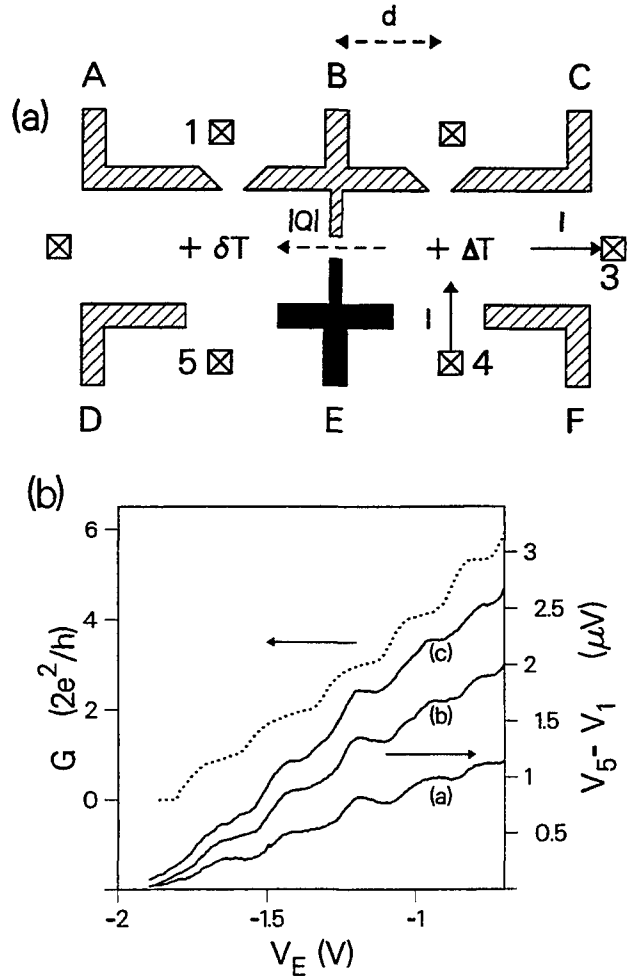 (a)
d
A B C
1
+ δT |Q| + ΔT I
3
I
5 4
D E F
(b)
6
4
2
0
G (2e²/h)
3
2.5
2
1.5
1
0.5
V₅- V₁ (μV)
(c)
(b)
(a)
-2 -1.5 -1
V_E (V)